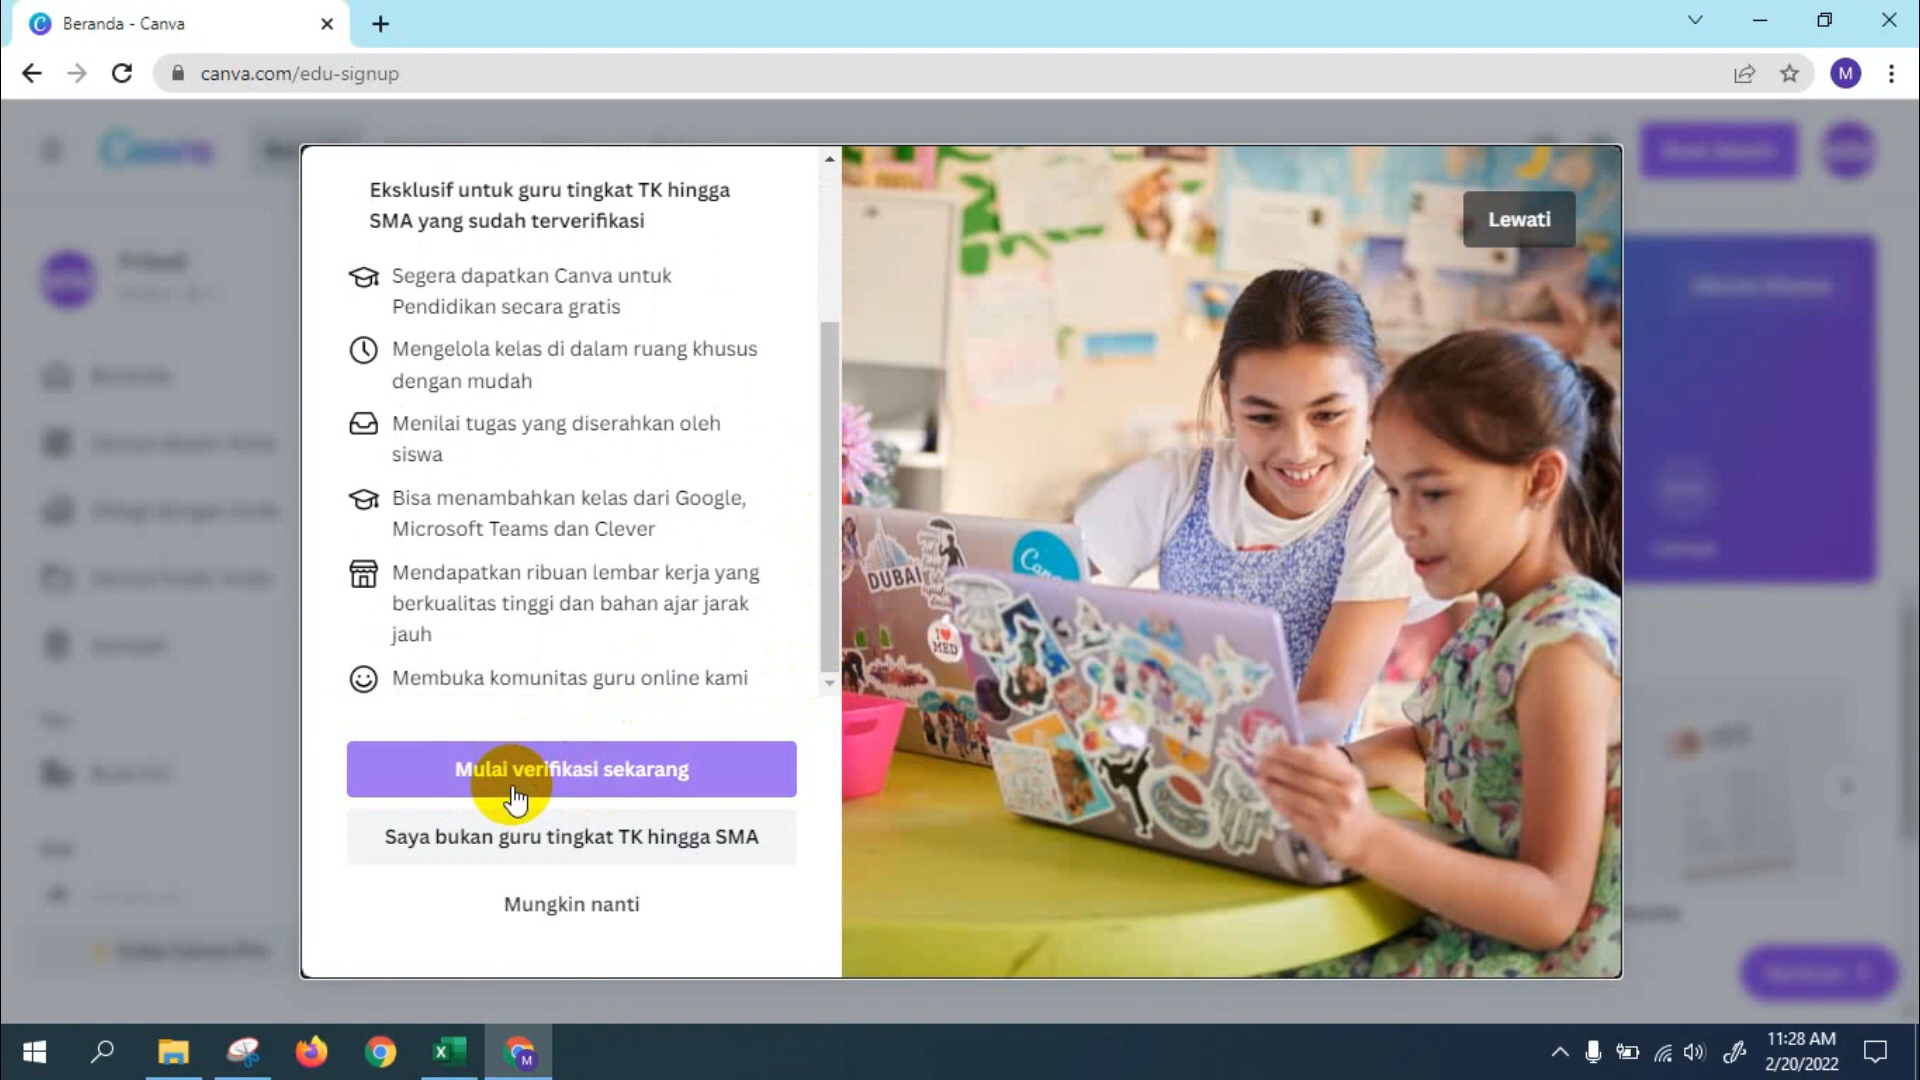 Beranda - Canva
canva.com/edu-signup
M
Eksklusif untuk guru tingkat TK hingga
SMA yang sudah terverifikasi
Segera dapatkan Canva untuk
Pendidikan secara gratis
Mengelola kelas di dalam ruang khusus
dengan mudah
Menilai tugas yang diserahkan oleh
siswa
Bisa menambahkan kelas dari Google,
Microsoft Teams dan Clever
Mendapatkan ribuan lembar kerja yang
berkualitas tinggi dan bahan ajar jarak
jauh
Membuka komunitas guru online kami
Mulai verifikasi sekarang
Saya bukan guru tingkat TK hingga SMA
Mungkin nanti
Lewati
DUBAI
I
MED
11:28 AM
2/20/2022